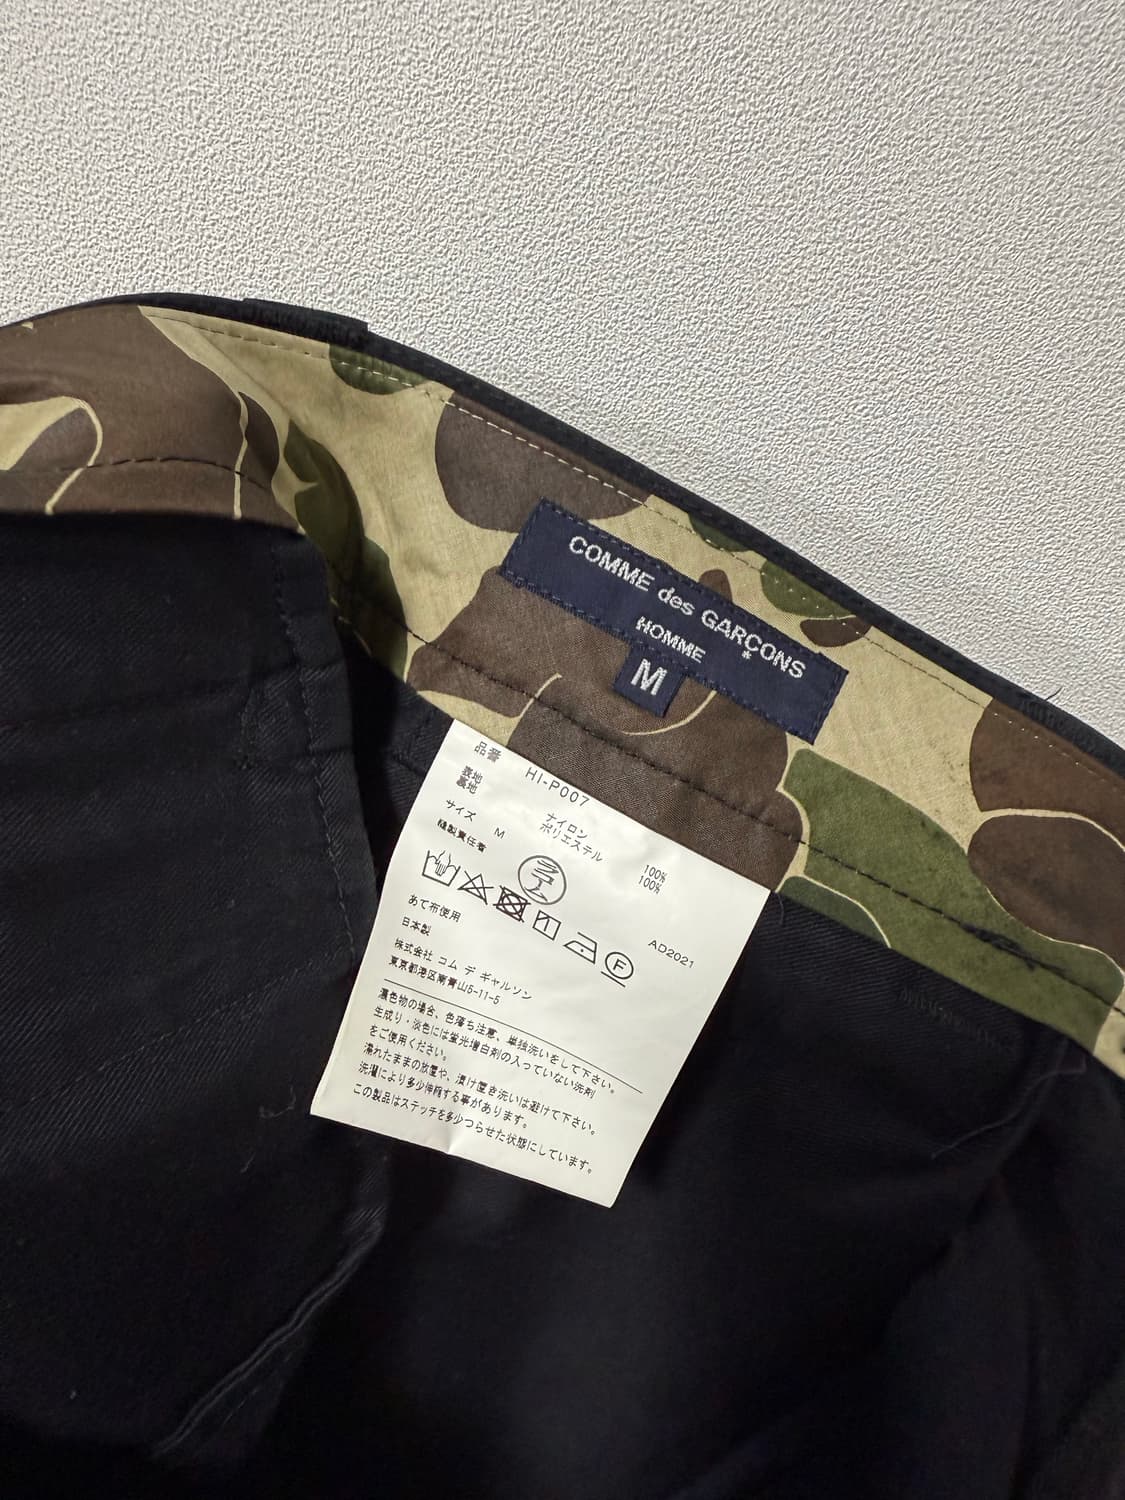 COMME des GARÇONS
HOMME
M
品番 HI-P007
表地 ナイロン 100%
裏地 ポリエステル 100%
サイズ M
縫製責任者
AD2021
F
あて布使用
日本製
株式会社 コム デ ギャルソン
東京都港区南青山5-11-5
濃色物の場合、色落ち注意、単独洗いをして下さい。
生成り・淡色には蛍光増白剤の入っていない洗剤
をご使用ください。
濡れたままの放置や、漬け置き洗いは避けて下さい。
洗濯により多少伸縮する事があります。
この製品はステッチを多少つらせた状態にしています。